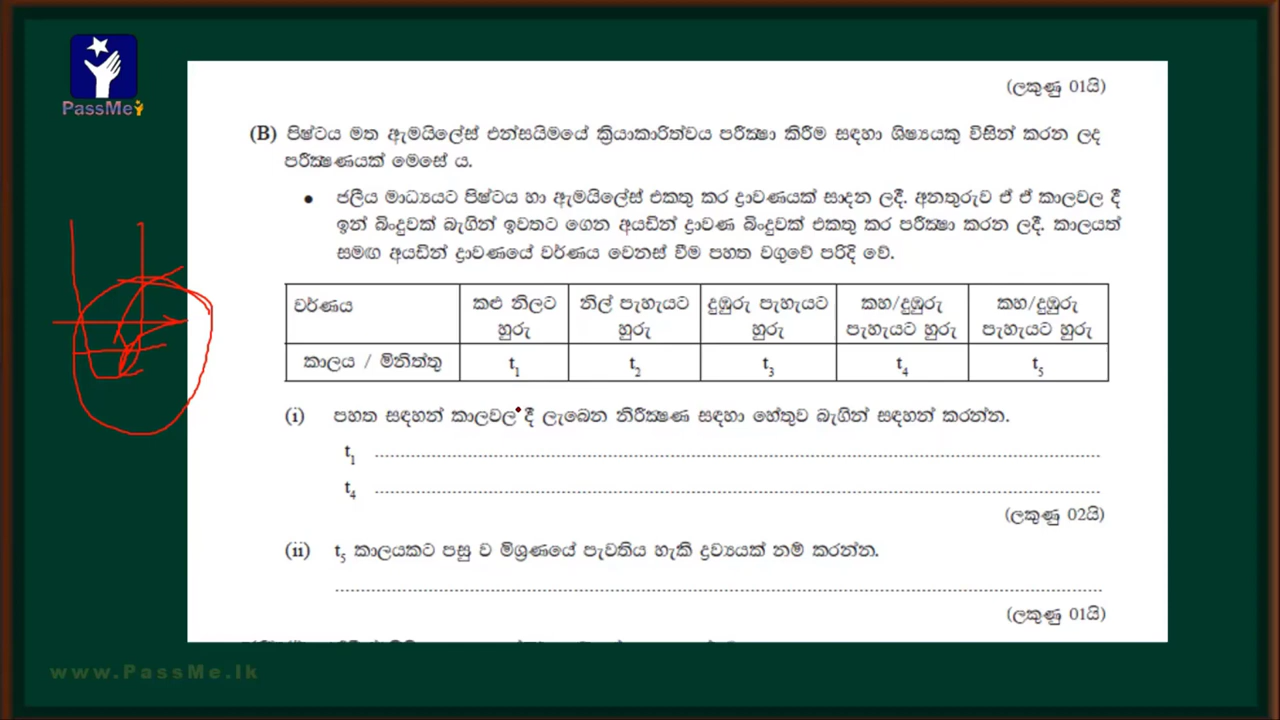 PassMe
(ලකුණු 01යි)
(B) පිෂ්ටය මත ඇමයිලේස් එන්සයිමයේ ක්‍රියාකාරිත්වය පරීක්‍ෂා කිරීම සඳහා ශිෂ්‍යයකු විසින් කරන ලද
පරීක්‍ෂණයක් මෙසේ ය.
• ජලීය මාධ්‍යයට පිෂ්ටය හා ඇමයිලේස් එකතු කර ද්‍රාවණයක් සාදන ලදී. අනතුරුව ඒ ඒ කාලවල දී
ඉන් බිංදුවක් බැගින් ඉවතට ගෙන අයඩින් ද්‍රාවණ බිංදුවක් එකතු කර පරීක්‍ෂා කරන ලදී. කාලයත්
සමඟ අයඩින් ද්‍රාවණයේ වර්ණය වෙනස් වීම පහත වගුවේ පරිදි වේ.
වර්ණය කළු නිලට හුරු නිල් පැහැයට හුරු දුඹුරු පැහැයට හුරු කහ/දුඹුරු පැහැයට හුරු කහ/දුඹුරු පැහැයට හුරු
කාලය / මිනිත්තු t1 t2 t3 t4 t5
(i) පහත සඳහන් කාලවල දී ලැබෙන නිරීක්‍ෂණ සඳහා හේතුව බැගින් සඳහන් කරන්න.
t1 ........................................
t4 ........................................
(ලකුණු 02යි)
(ii) t5 කාලයකට පසු ව මිශ්‍රණයේ පැවතිය හැකි ද්‍රව්‍යයක් නම් කරන්න.
........................................
(ලකුණු 01යි)
www.PassMe.lk